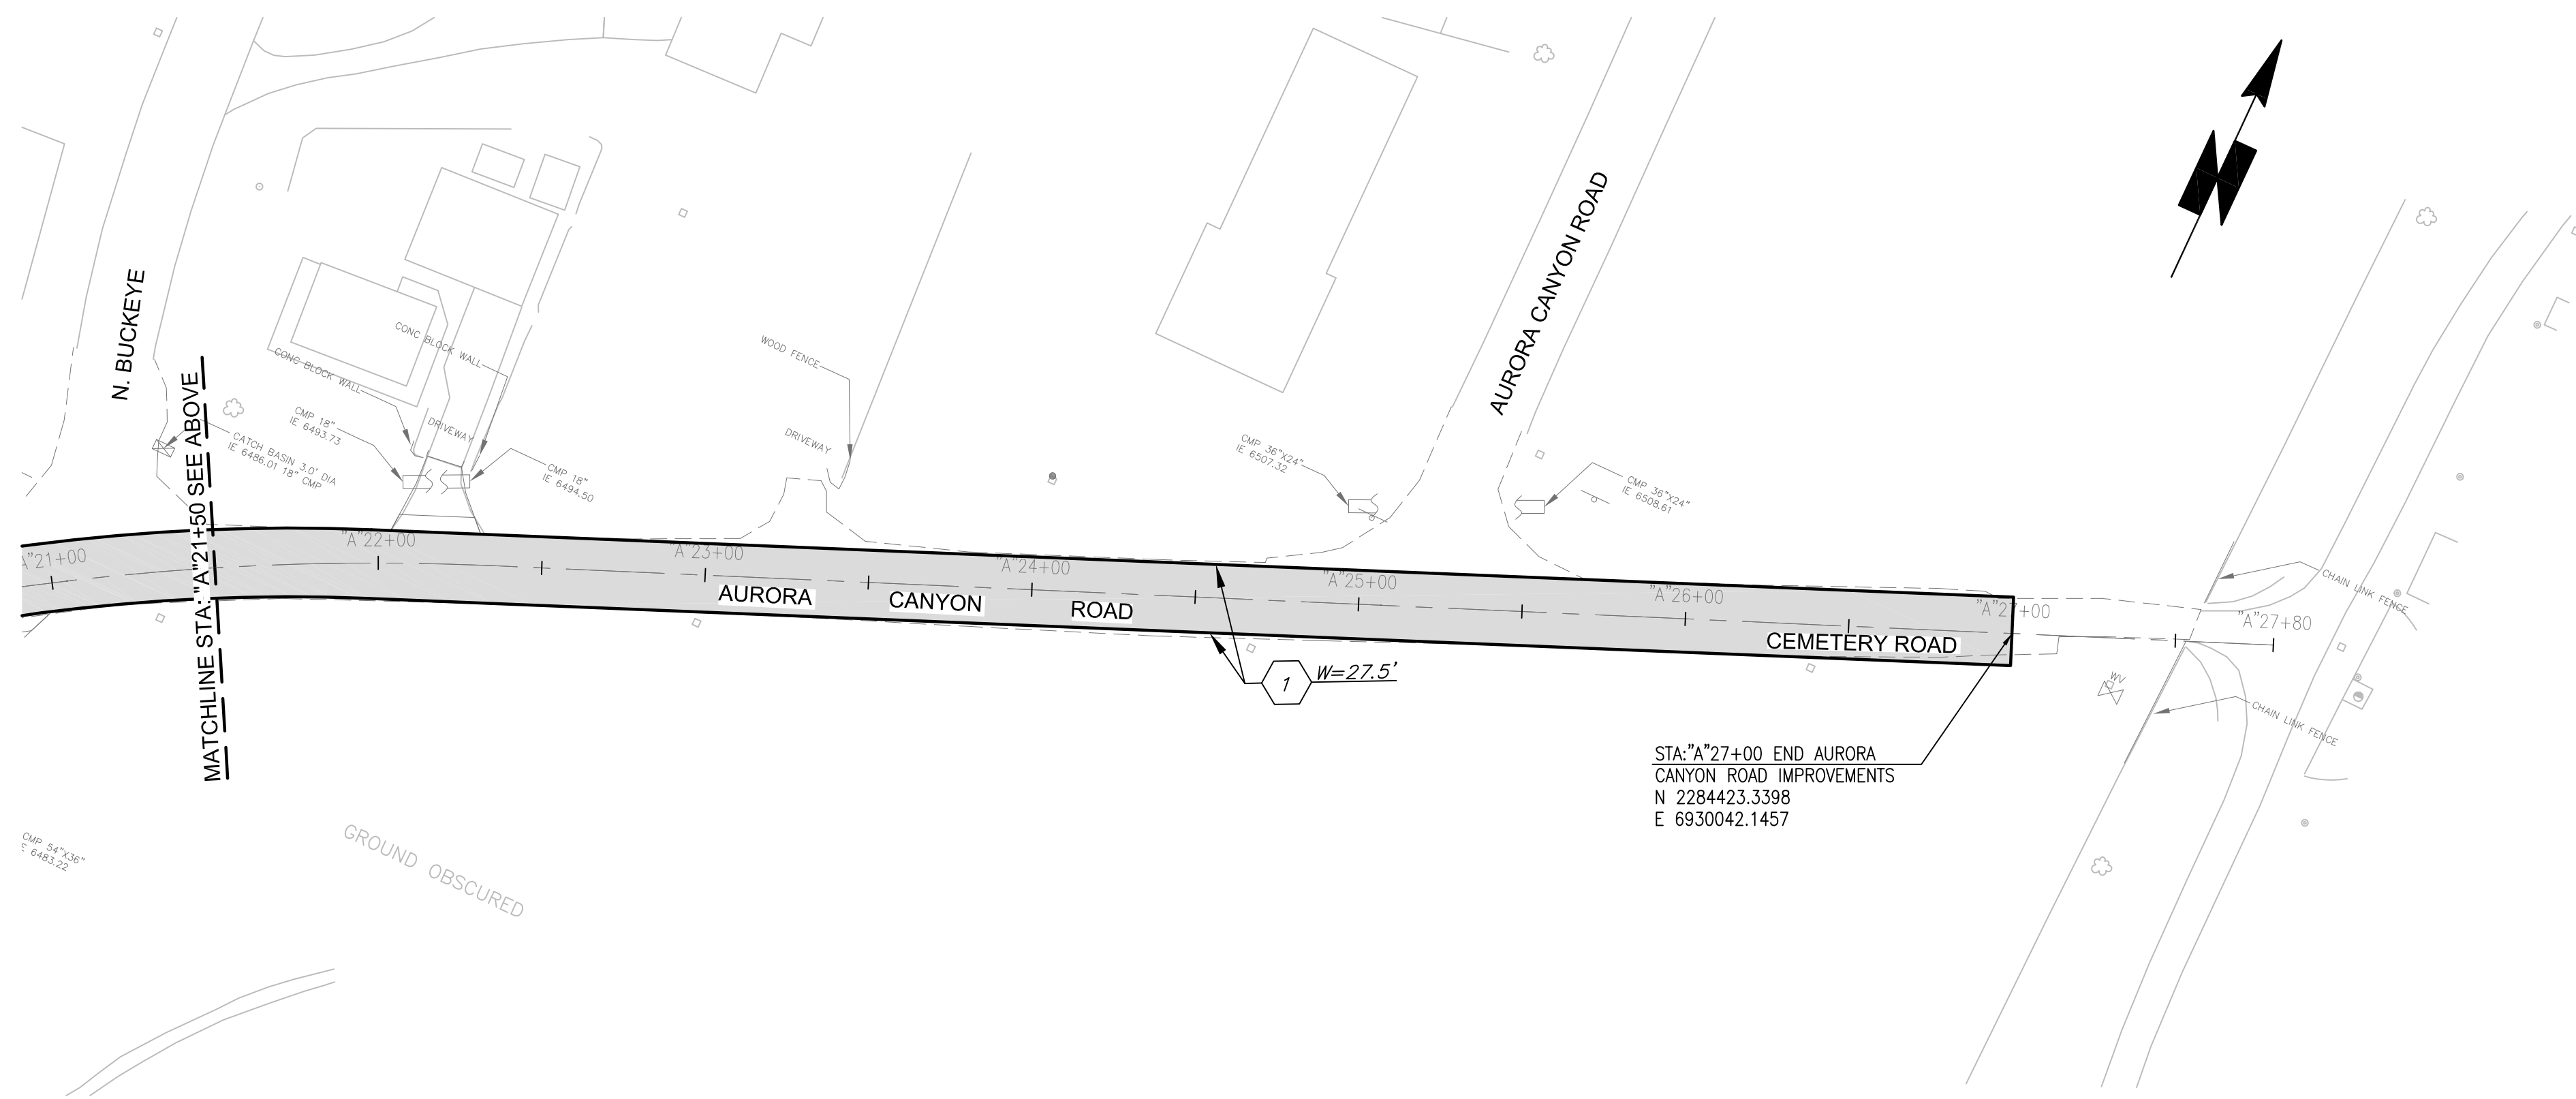 N. BUCKEYE
MATCHLINE STA: "A"21+50 SEE ABOVE
CONC BLOCK WALL
CONC BLOCK WALL
CMP 18"
IE 6493.73
DRIVEWAY
CATCH BASIN 3.0' DIA
IE 6486.01 18" CMP
CMP 18"
IE 6494.50
WOOD FENCE
DRIVEWAY
CMP 36"X24"
IE 6507.32
AURORA CANYON ROAD
CMP 36"X24"
IE 6508.61
N
"A"21+00
"A"22+00
"A"23+00
"A"24+00
"A"25+00
"A"26+00
"A"27+00
"A"27+80
AURORA CANYON ROAD
CEMETERY ROAD
CHAIN LINK FENCE
WV
CHAIN LINK FENCE
1 W=27.5'
STA:"A"27+00 END AURORA
CANYON ROAD IMPROVEMENTS
N 2284423.3398
E 6930042.1457
CMP 54"X36"
E 6483.22
GROUND OBSCURED